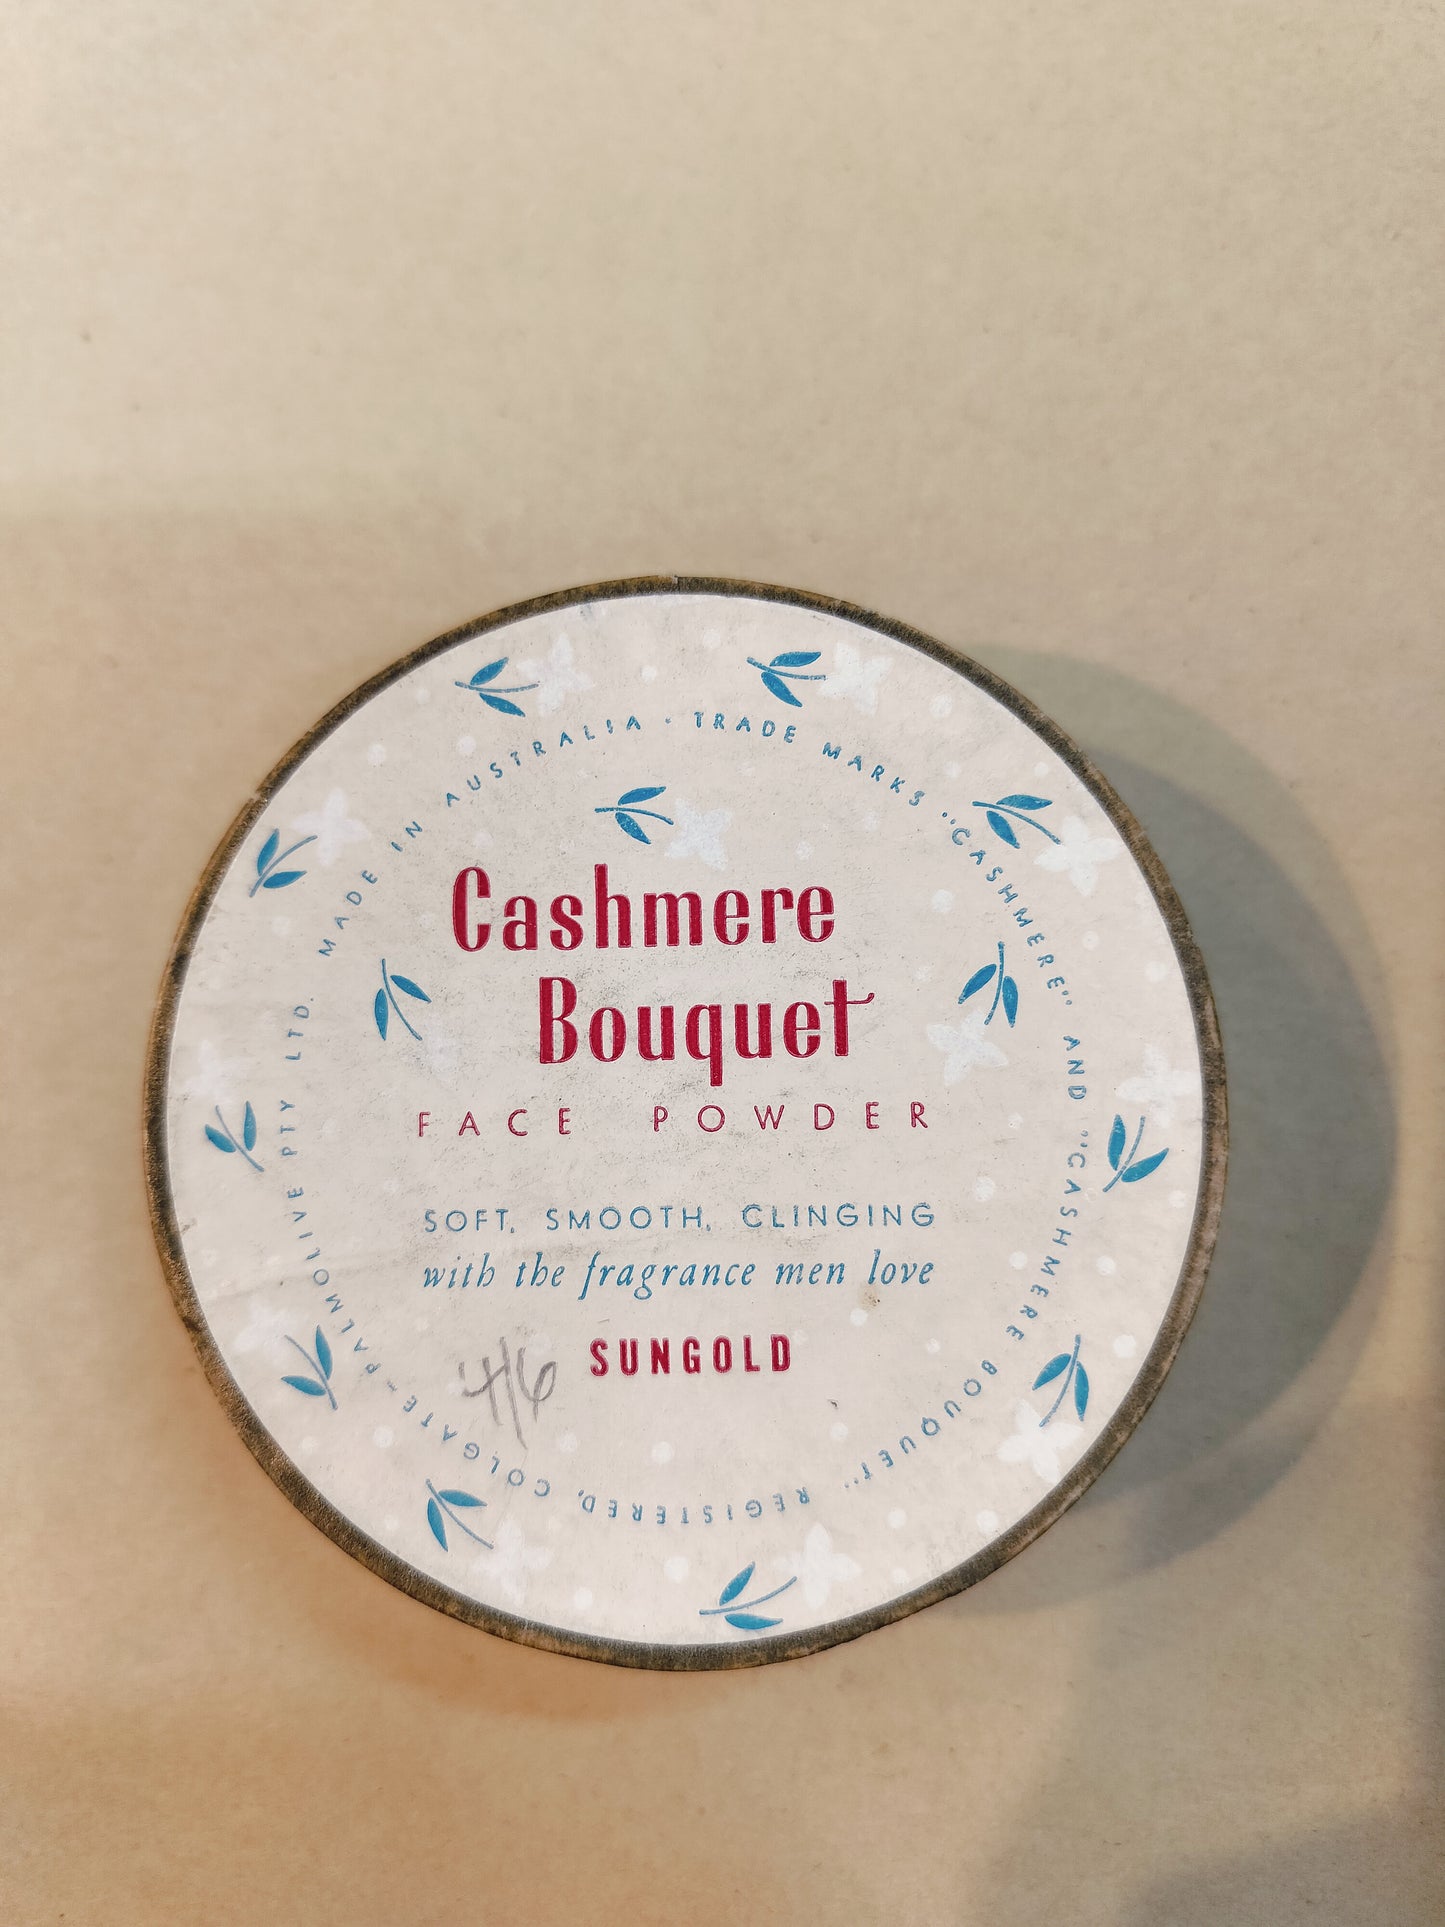 Cashmere
Bouquet
FACE POWDER
SOFT, SMOOTH, CLINGING
with the fragrance men love
SUNGOLD
4/6
MADE IN AUSTRALIA · TRADE MARKS "CASHMERE" AND "CASHMERE BOUQUET" REGISTERED, COLGATE-PALMOLIVE PTY LTD.